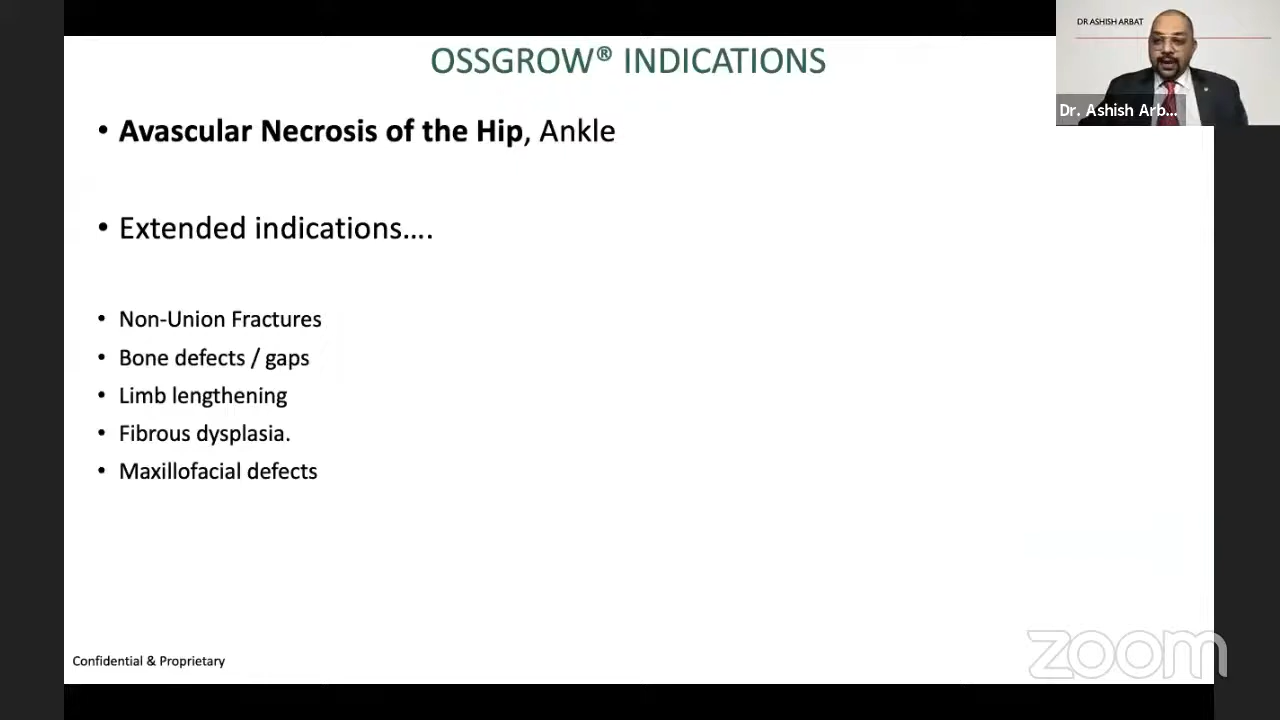 OSSGROW® INDICATIONS
DR ASHISH ARBAT
Dr. Ashish Arb...
• Avascular Necrosis of the Hip, Ankle
• Extended indications....
• Non-Union Fractures
• Bone defects / gaps
• Limb lengthening
• Fibrous dysplasia.
• Maxillofacial defects
Confidential & Proprietary
zoom